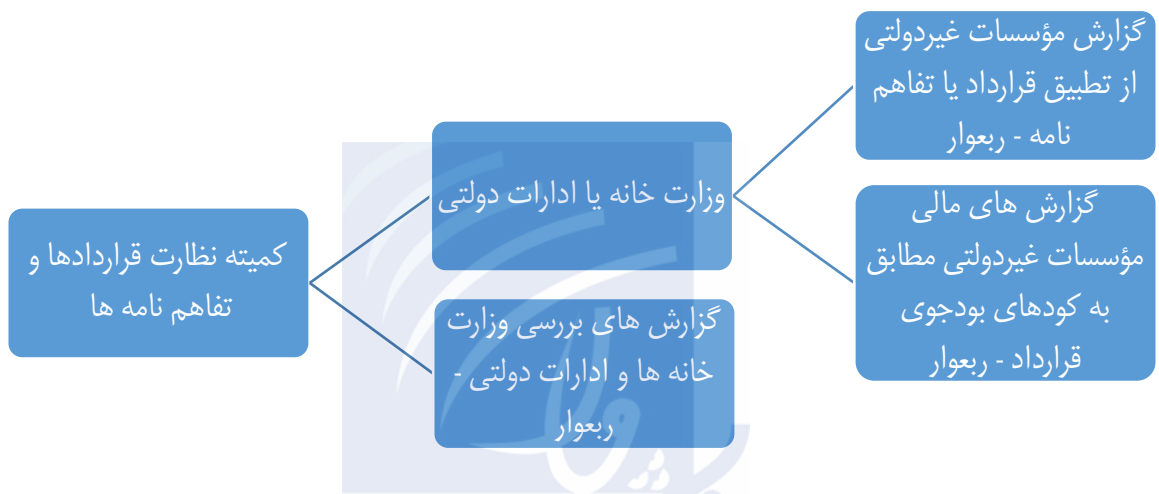 گزارش مؤسسات غیردولتی
از تطبیق قرارداد یا تفاهم
نامه - ربعوار
گزارش های مالی
مؤسسات غیردولتی مطابق
به کودهای بودجوی
قرارداد - ربعوار
وزارت خانه یا ادارات دولتی
گزارش های بررسی وزارت
خانه ها و ادارات دولتی -
ربعوار
کمیته نظارت قراردادها و
تفاهم نامه ها